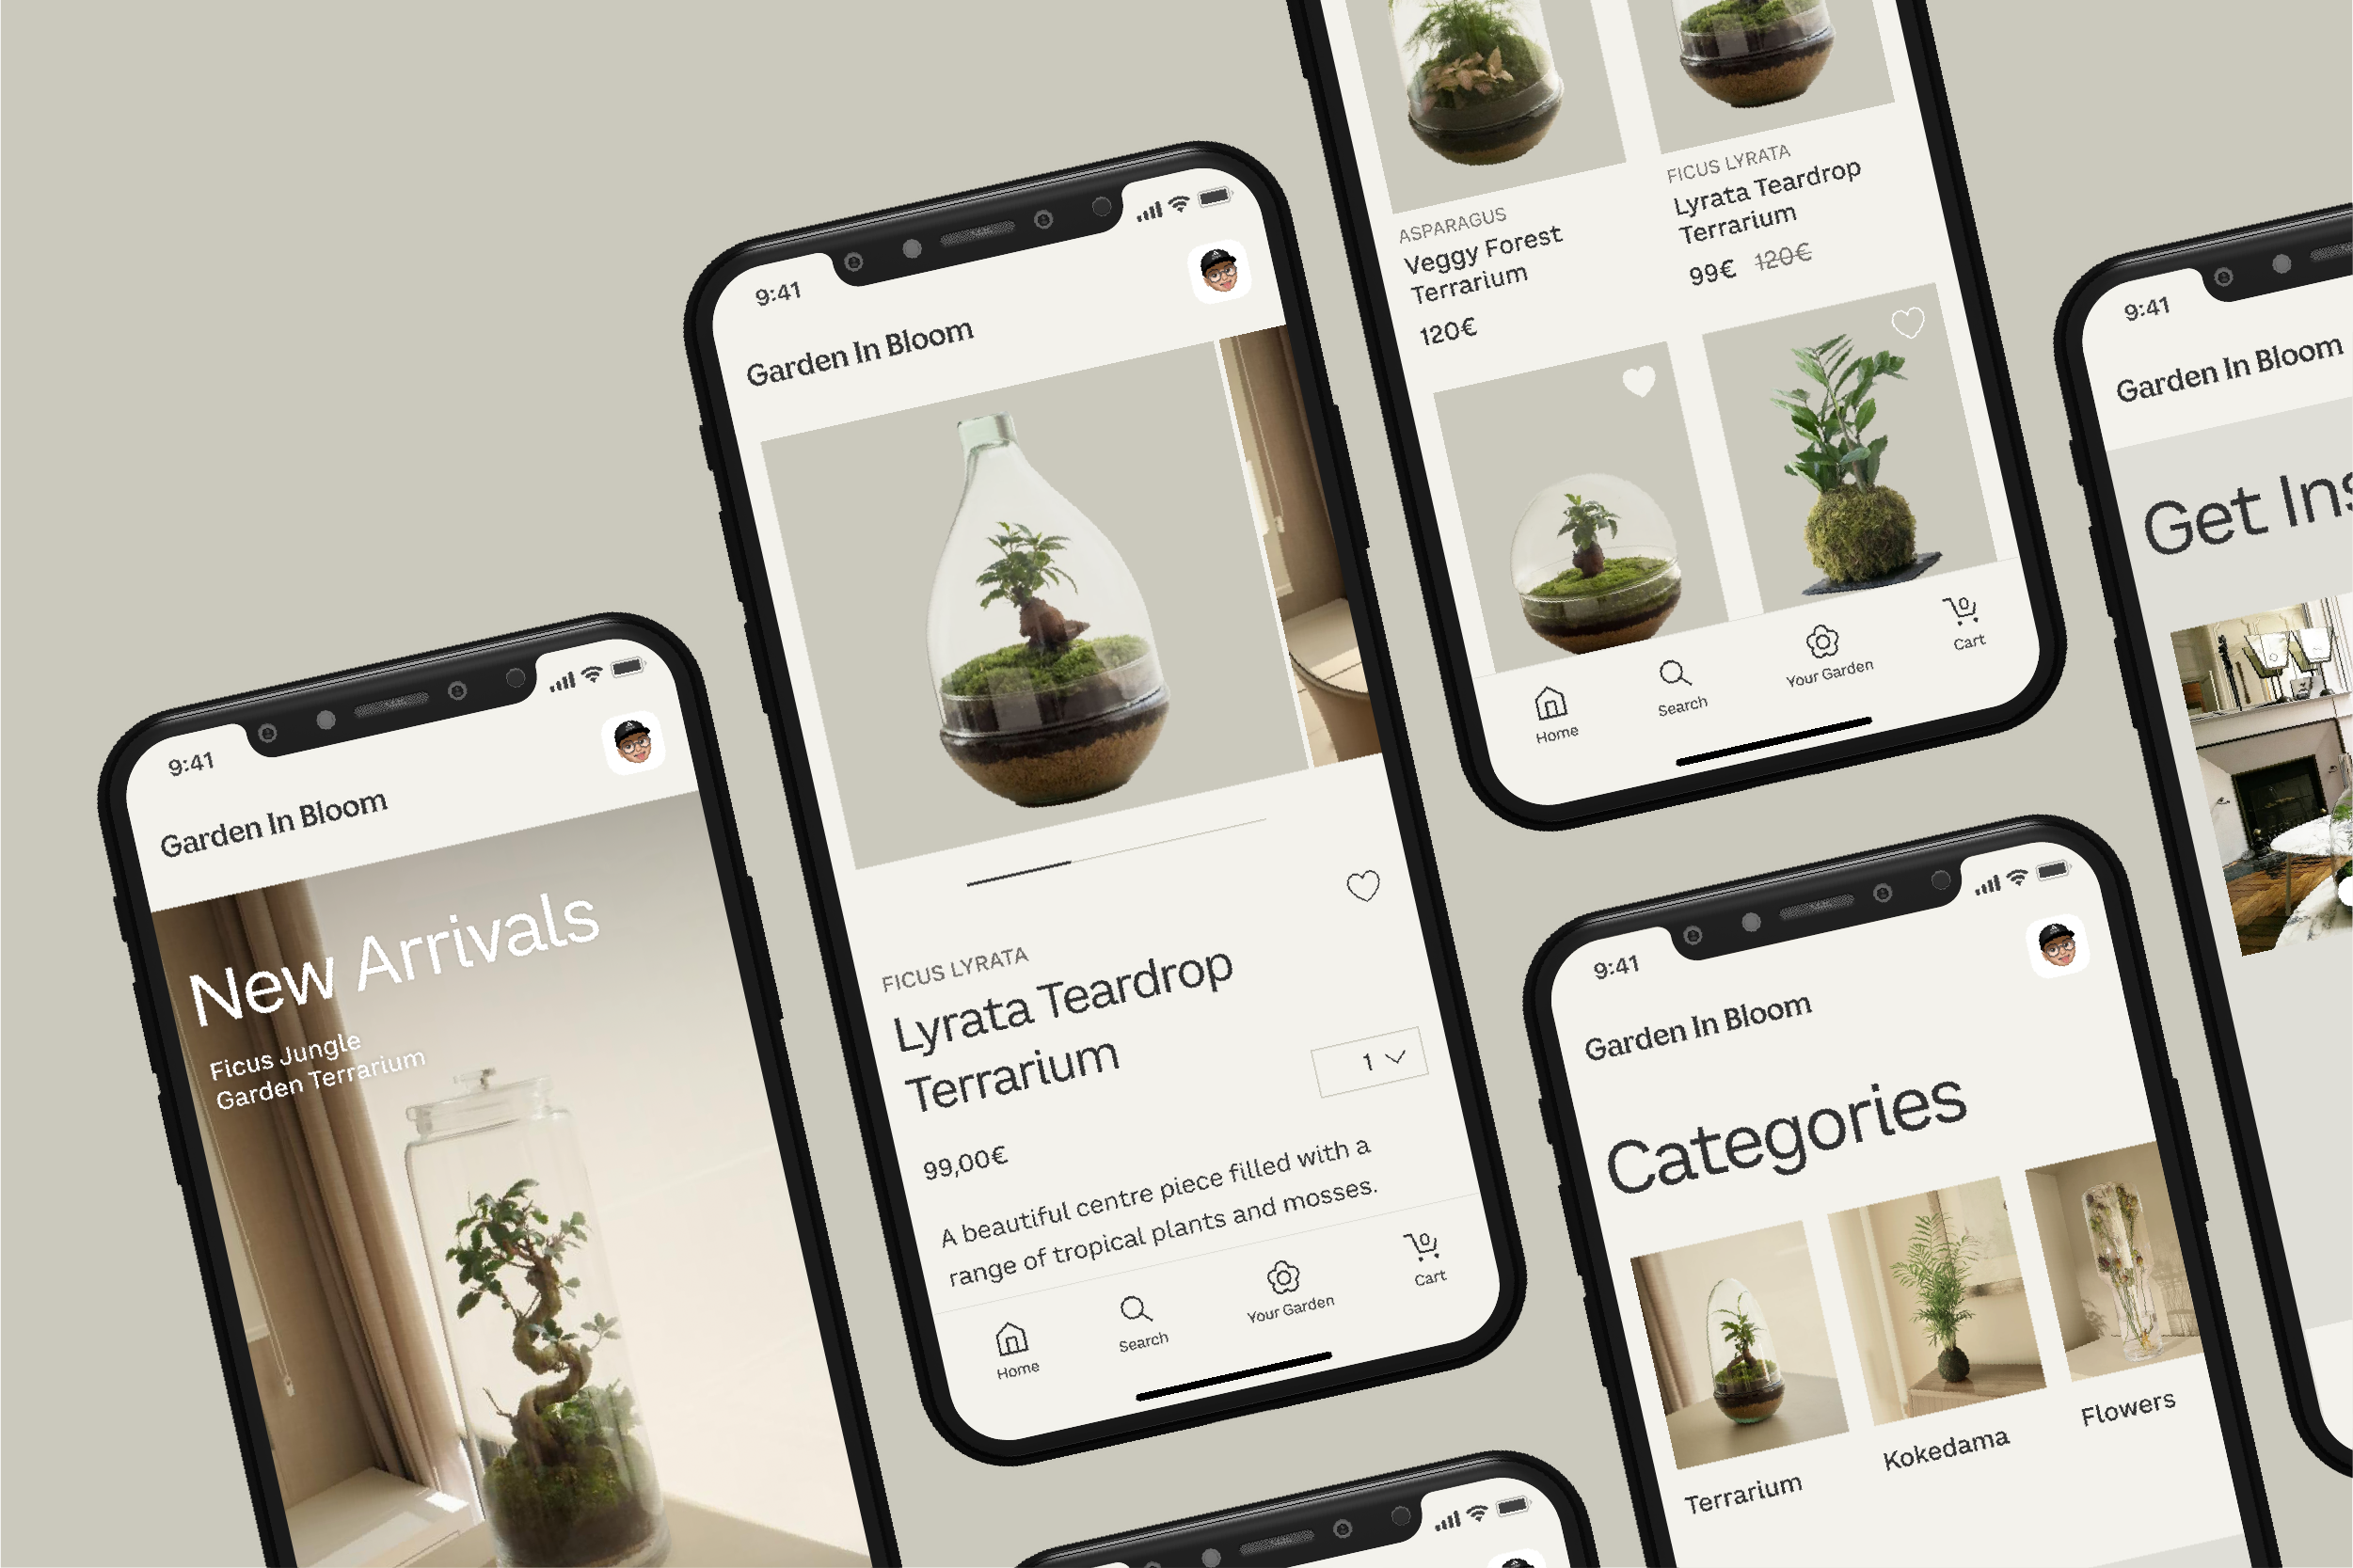 9:41
Garden In Bloom
New Arrivals
Ficus Jungle
Garden Terrarium
9:41
Garden In Bloom
FICUS LYRATA
Lyrata Teardrop
Terrarium
1
99,00€
A beautiful centre piece filled with a
range of tropical plants and mosses.
Home
Search
Your Garden
0
Cart
ASPARAGUS
Veggy Forest
Terrarium
120€
FICUS LYRATA
Lyrata Teardrop
Terrarium
99€ 120€
Home
Search
Your Garden
0
Cart
9:41
Garden In Bloom
Categories
Terrarium
Kokedama
Flowers
9:41
Garden In Bloom
Get Ins